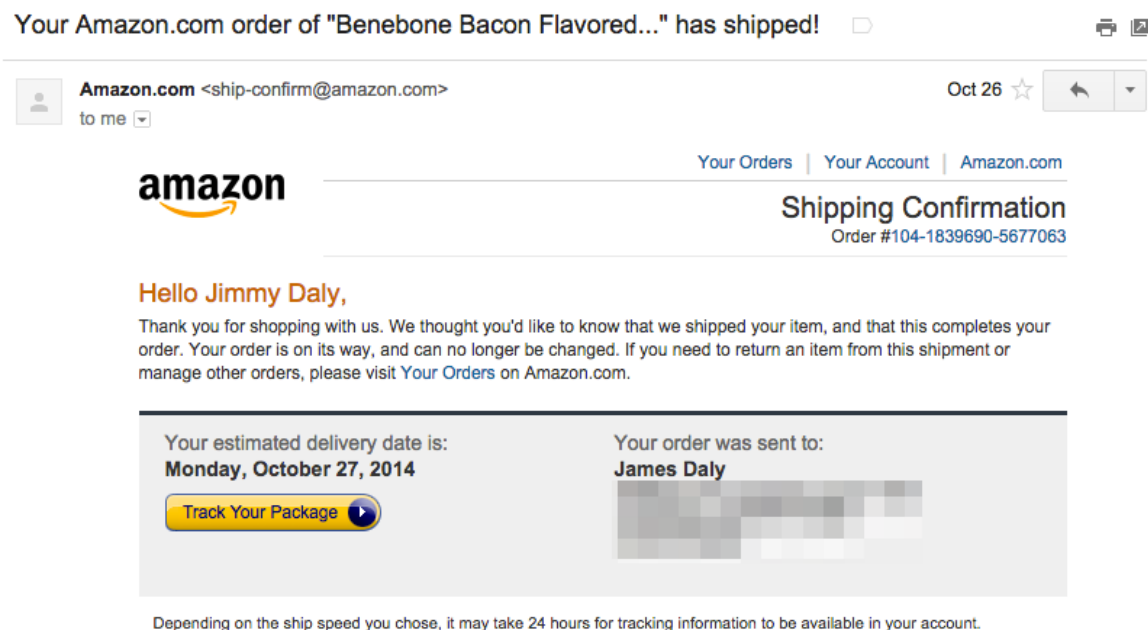 Your Amazon.com order of "Benebone Bacon Flavored..." has shipped!
Amazon.com <ship-confirm@amazon.com>
Oct 26
to me
Your Orders | Your Account | Amazon.com
amazon
Shipping Confirmation
Order #104-1839690-5677063
Hello Jimmy Daly,
Thank you for shopping with us. We thought you'd like to know that we shipped your item, and that this completes your
order. Your order is on its way, and can no longer be changed. If you need to return an item from this shipment or
manage other orders, please visit Your Orders on Amazon.com.
Your estimated delivery date is:
Monday, October 27, 2014
Track Your Package
Your order was sent to:
James Daly
Depending on the ship speed you chose, it may take 24 hours for tracking information to be available in your account.